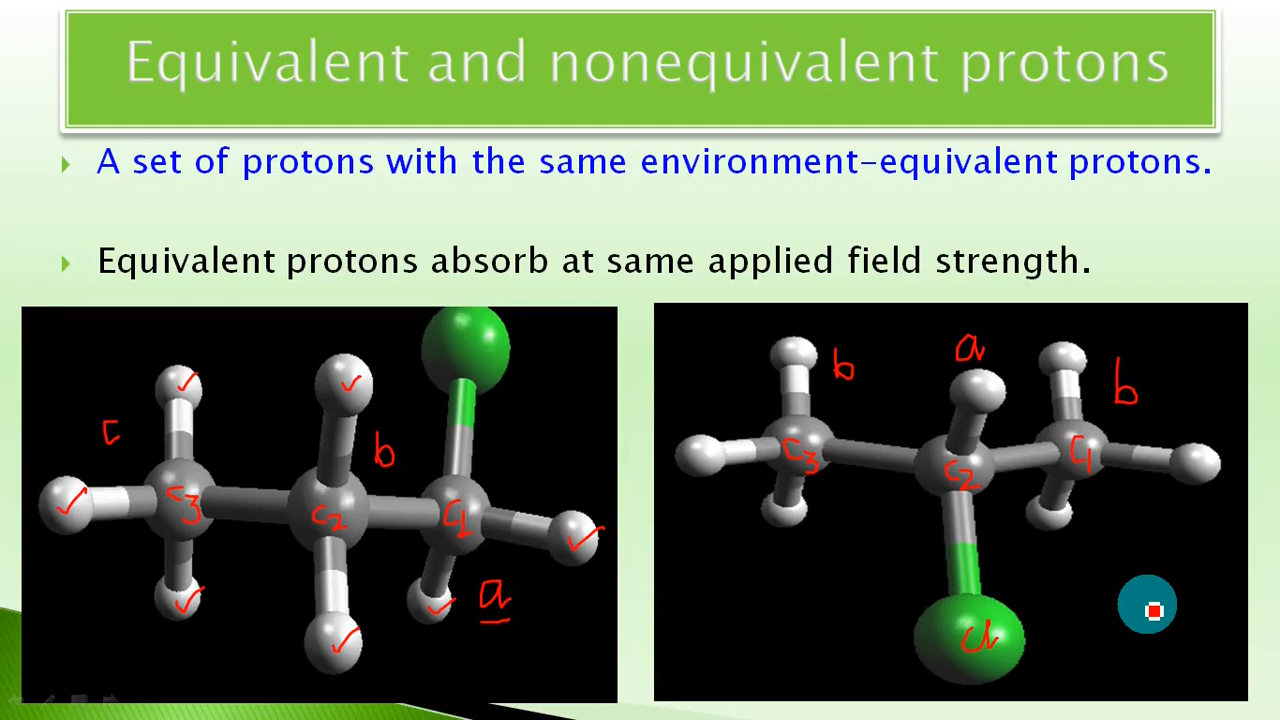 Equivalent and nonequivalent protons
A set of protons with the same environment-equivalent protons.
Equivalent protons absorb at same applied field strength.
c
b
C3
C2
C1
a
b
a
b
C3
C2
C1
Cl